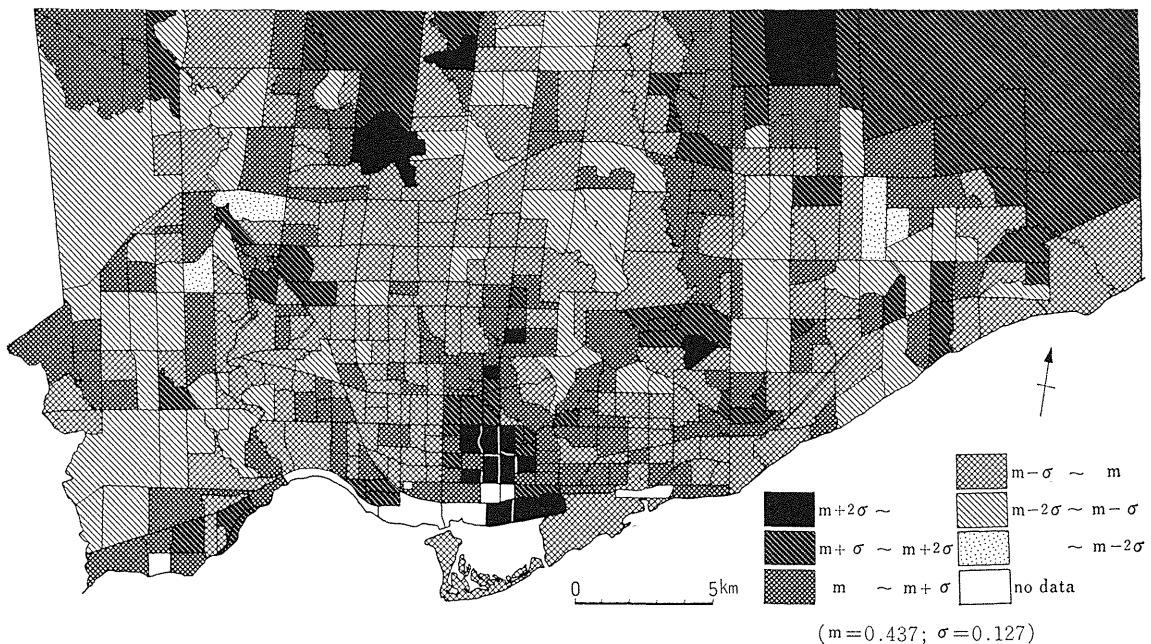 m+2σ ~
m+σ ~ m+2σ
m ~ m+σ
m−σ ~ m
m−2σ ~ m−σ
~ m−2σ
no data
0 5km
(m=0.437; σ=0.127)